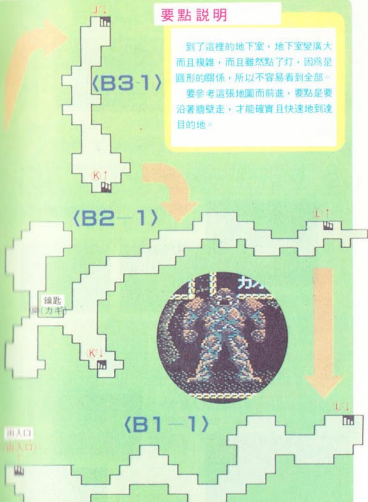 要點説明
到了這裡的地下室，地下室變廣大
而且複雜，而且雖然點了灯，因爲是
圓形的關係，所以不容易看到全部。
要參考這張地圖而前進，要點是要
沿著牆壁走，才能確實且快速地到達
目的地。
J↓
〈B3-1〉
K↑
〈B2-1〉
L↑
鑰匙
(カギ)
K↑
〈B1-1〉
L↓